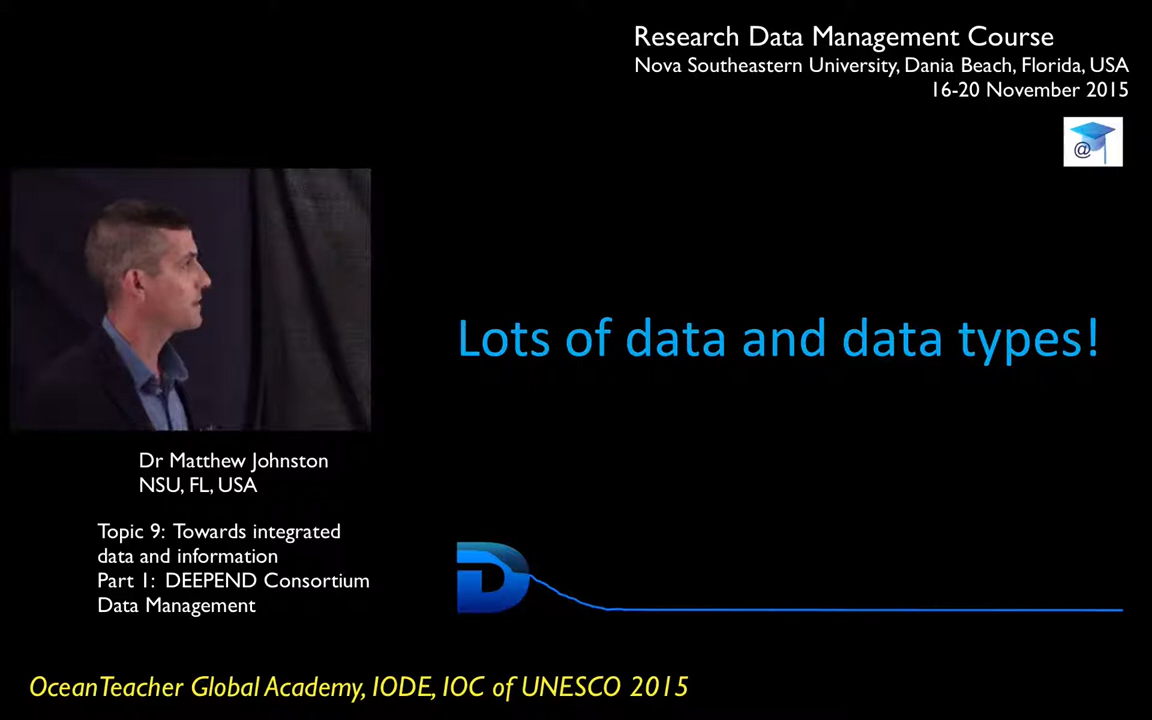 Research Data Management Course
Nova Southeastern University, Dania Beach, Florida, USA
16-20 November 2015
@
Lots of data and data types!
Dr Matthew Johnston
NSU, FL, USA
Topic 9: Towards integrated
data and information
Part 1: DEEPEND Consortium
Data Management
D
OceanTeacher Global Academy, IODE, IOC of UNESCO 2015